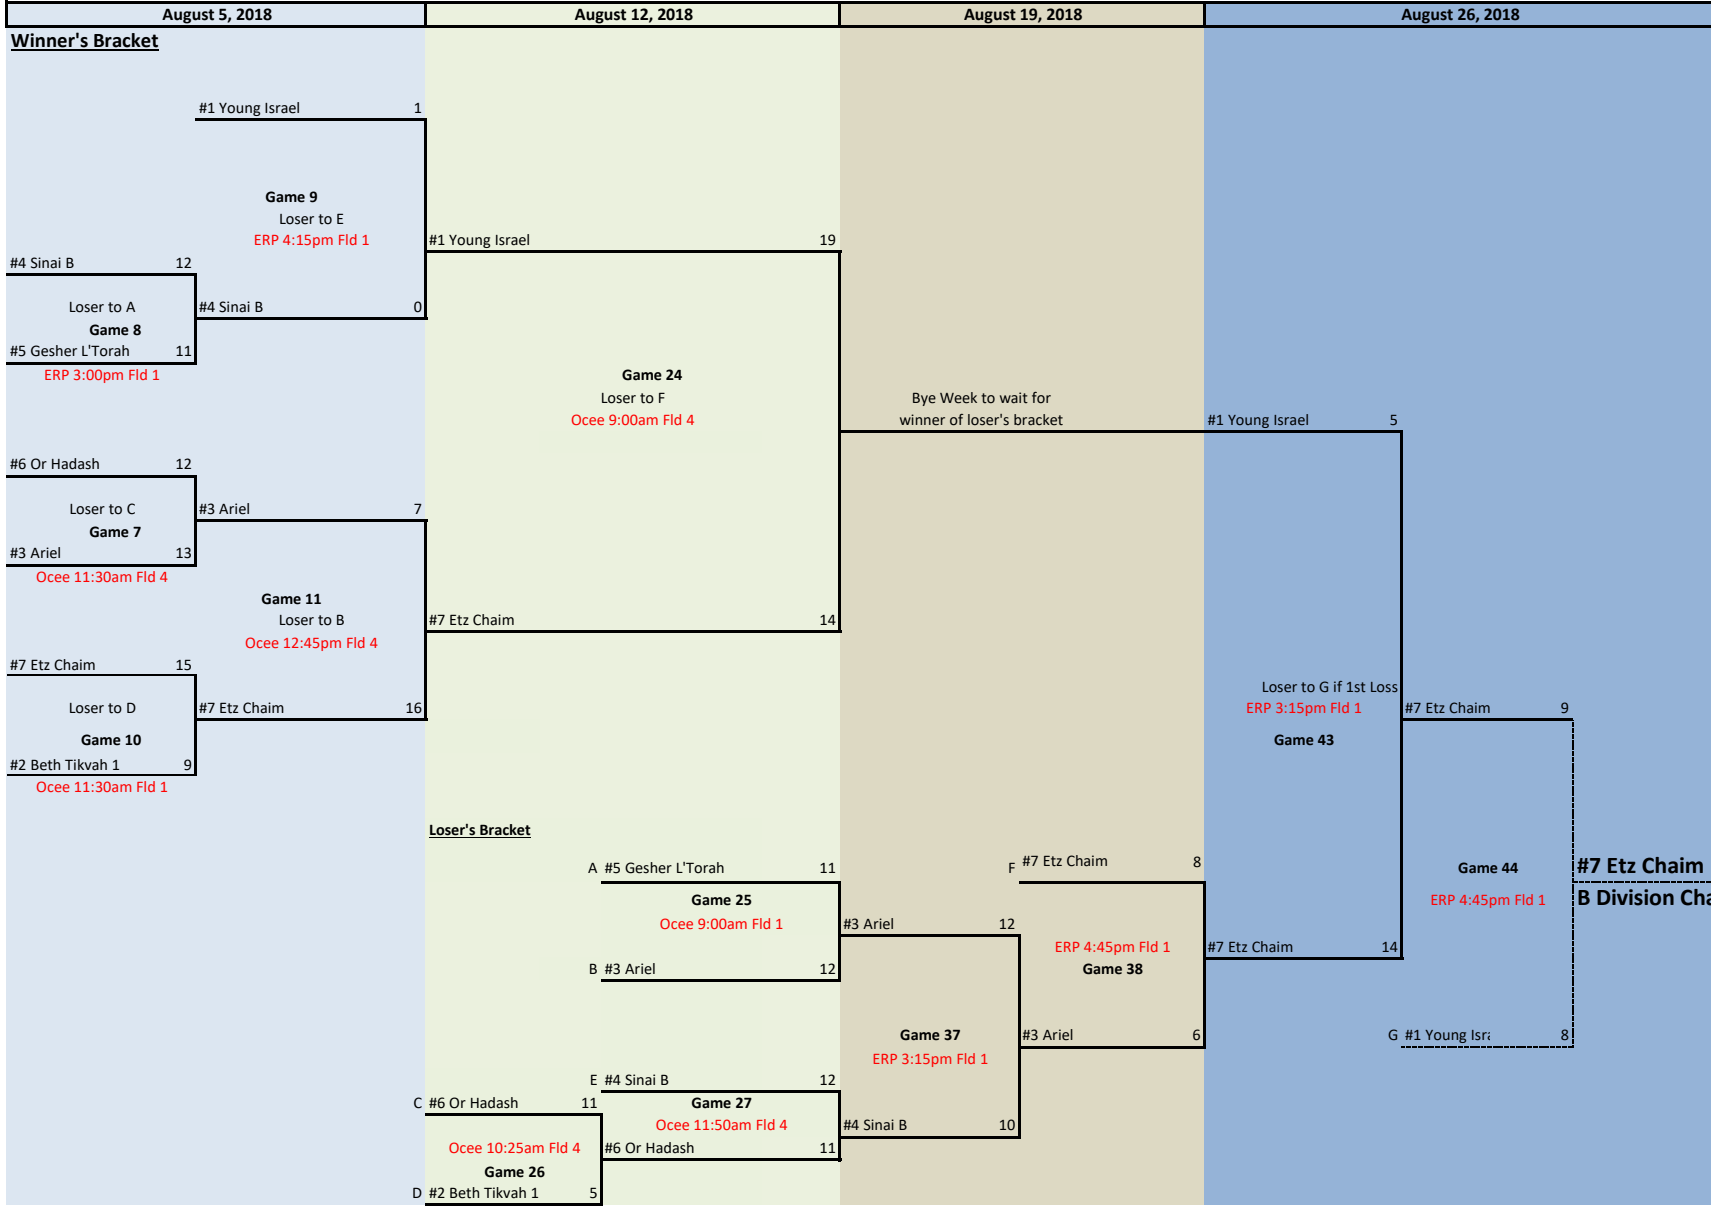 August 5, 2018 August 12, 2018 August 19, 2018 August 26, 2018
Winner's Bracket
#1 Young Israel 1
Game 9
Loser to E
ERP 4:15pm Fld 1
#4 Sinai B 12
Loser to A
Game 8
#5 Gesher L'Torah 11
ERP 3:00pm Fld 1
#4 Sinai B 0
#6 Or Hadash 12
Loser to C
Game 7
#3 Ariel 13
Ocee 11:30am Fld 4
#3 Ariel 7
Game 11
Loser to B
Ocee 12:45pm Fld 4
#7 Etz Chaim 15
Loser to D
Game 10
#2 Beth Tikvah 1 9
Ocee 11:30am Fld 1
#7 Etz Chaim 16
#1 Young Israel 19
Game 24
Loser to F
Ocee 9:00am Fld 4
#7 Etz Chaim 14
Bye Week to wait for
winner of loser's bracket
#1 Young Israel 5
Loser to G if 1st Loss
ERP 3:15pm Fld 1
Game 43
#7 Etz Chaim 9
Loser's Bracket
A #5 Gesher L'Torah 11
Game 25
Ocee 9:00am Fld 1
B #3 Ariel 12
E #4 Sinai B 12
Game 27
Ocee 11:50am Fld 4
C #6 Or Hadash 11
Ocee 10:25am Fld 4
Game 26
D #2 Beth Tikvah 1 5
#6 Or Hadash 11
#3 Ariel 12
Game 37
ERP 3:15pm Fld 1
#4 Sinai B 10
F #7 Etz Chaim 8
ERP 4:45pm Fld 1
Game 38
#3 Ariel 6
#7 Etz Chaim 14
Game 44
ERP 4:45pm Fld 1
G #1 Young Isra 8
#7 Etz Chaim
B Division Cha